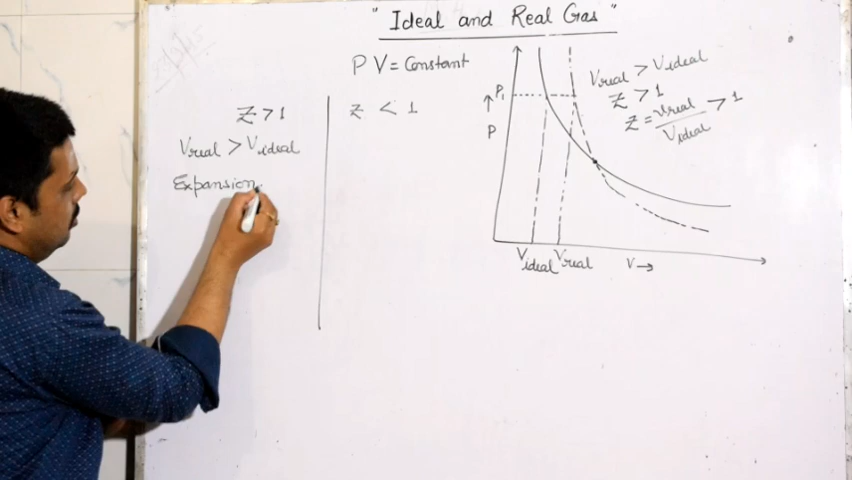 "Ideal and Real Gas"
P V = Constant
Z > 1
Vreal > Videal
Expansion
Z < 1
P1
P
Videal Vreal
V →
Vreal > Videal
Z > 1
Z = Vreal / Videal > 1